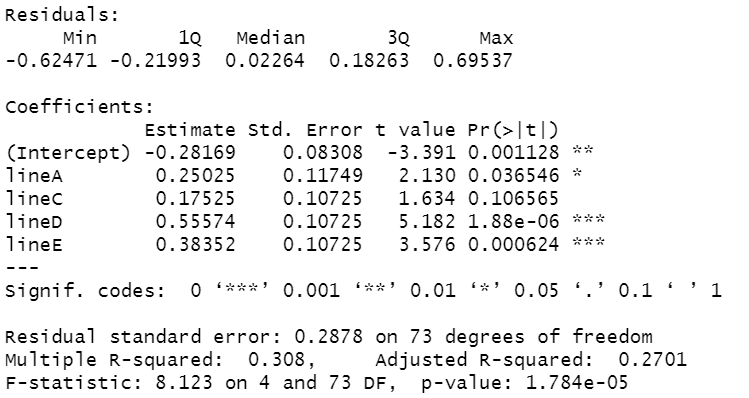 Residuals:
     Min       1Q   Median       3Q      Max
-0.62471 -0.21993  0.02264  0.18263  0.69537

Coefficients:
            Estimate Std. Error t value Pr(>|t|)
(Intercept) -0.28169    0.08308  -3.391 0.001128 **
lineA        0.25025    0.11749   2.130 0.036546 *
lineC        0.17525    0.10725   1.634 0.106565
lineD        0.55574    0.10725   5.182 1.88e-06 ***
lineE        0.38352    0.10725   3.576 0.000624 ***
---
Signif. codes:  0 ‘***’ 0.001 ‘**’ 0.01 ‘*’ 0.05 ‘.’ 0.1 ‘ ’ 1

Residual standard error: 0.2878 on 73 degrees of freedom
Multiple R-squared:  0.308,     Adjusted R-squared:  0.2701
F-statistic: 8.123 on 4 and 73 DF,  p-value: 1.784e-05